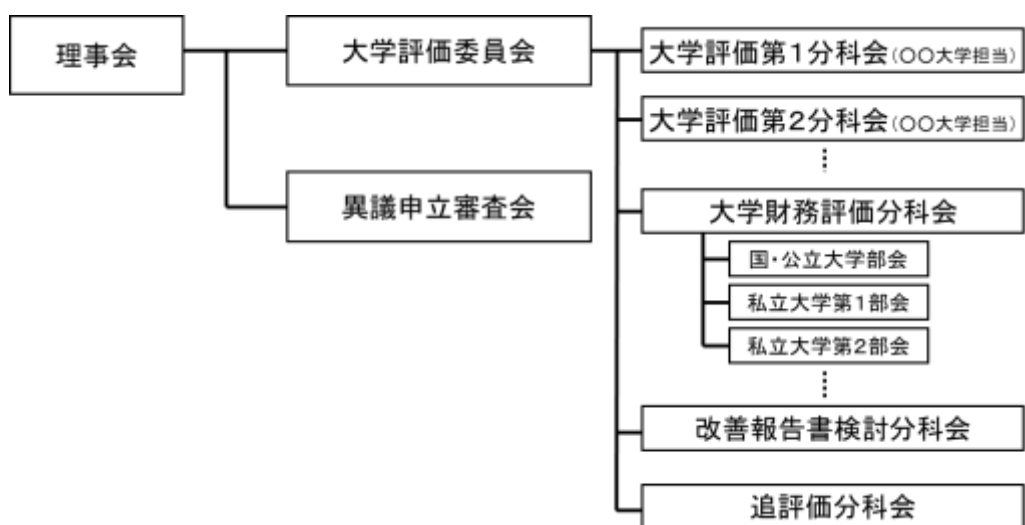 理事会
大学評価委員会
異議申立審査会
大学評価第1分科会(〇〇大学担当)
大学評価第2分科会(〇〇大学担当)
大学財務評価分科会
国・公立大学部会
私立大学第1部会
私立大学第2部会
改善報告書検討分科会
追評価分科会